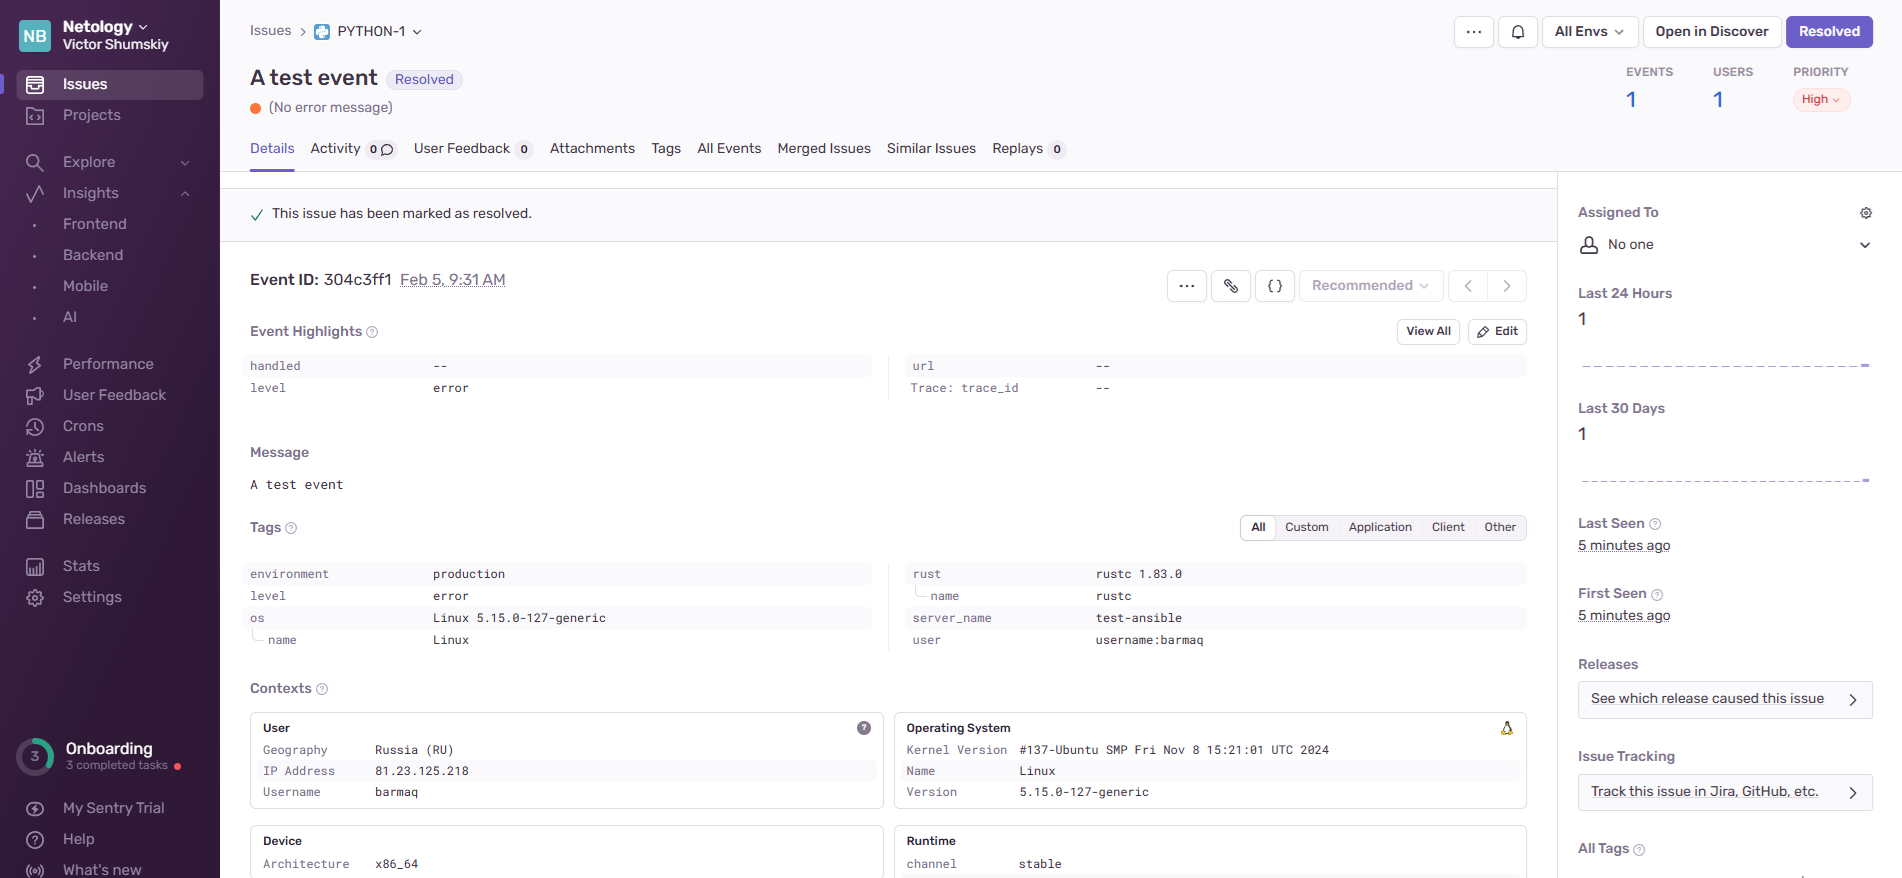 NB
Netology
Victor Shumskiy
Issues
Projects
Explore
Insights
Frontend
Backend
Mobile
AI
Performance
User Feedback
Crons
Alerts
Dashboards
Releases
Stats
Settings
3
Onboarding
3 completed tasks
My Sentry Trial
Help
What's new
Issues > PYTHON-1
... All Envs Open in Discover Resolved
A test event Resolved
(No error message)
EVENTS USERS PRIORITY
1 1 High
Details Activity 0 User Feedback 0 Attachments Tags All Events Merged Issues Similar Issues Replays 0
This issue has been marked as resolved.
Event ID: 304c3ff1 Feb 5, 9:31 AM
... {} Recommended < >
Event Highlights ? View All Edit
handled --
level error
url --
Trace: trace_id --
Message
A test event
Tags ? All Custom Application Client Other
environment production
level error
os Linux 5.15.0-127-generic
name Linux
rust rustc 1.83.0
name rustc
server_name test-ansible
user username:barmaq
Contexts ?
User ?
Geography Russia (RU)
IP Address 81.23.125.218
Username barmaq
Operating System
Kernel Version #137-Ubuntu SMP Fri Nov 8 15:21:01 UTC 2024
Name Linux
Version 5.15.0-127-generic
Device
Architecture x86_64
Runtime
channel stable
Assigned To
No one
Last 24 Hours
1
Last 30 Days
1
Last Seen ?
5 minutes ago
First Seen ?
5 minutes ago
Releases
See which release caused this issue
Issue Tracking
Track this issue in Jira, GitHub, etc.
All Tags ?